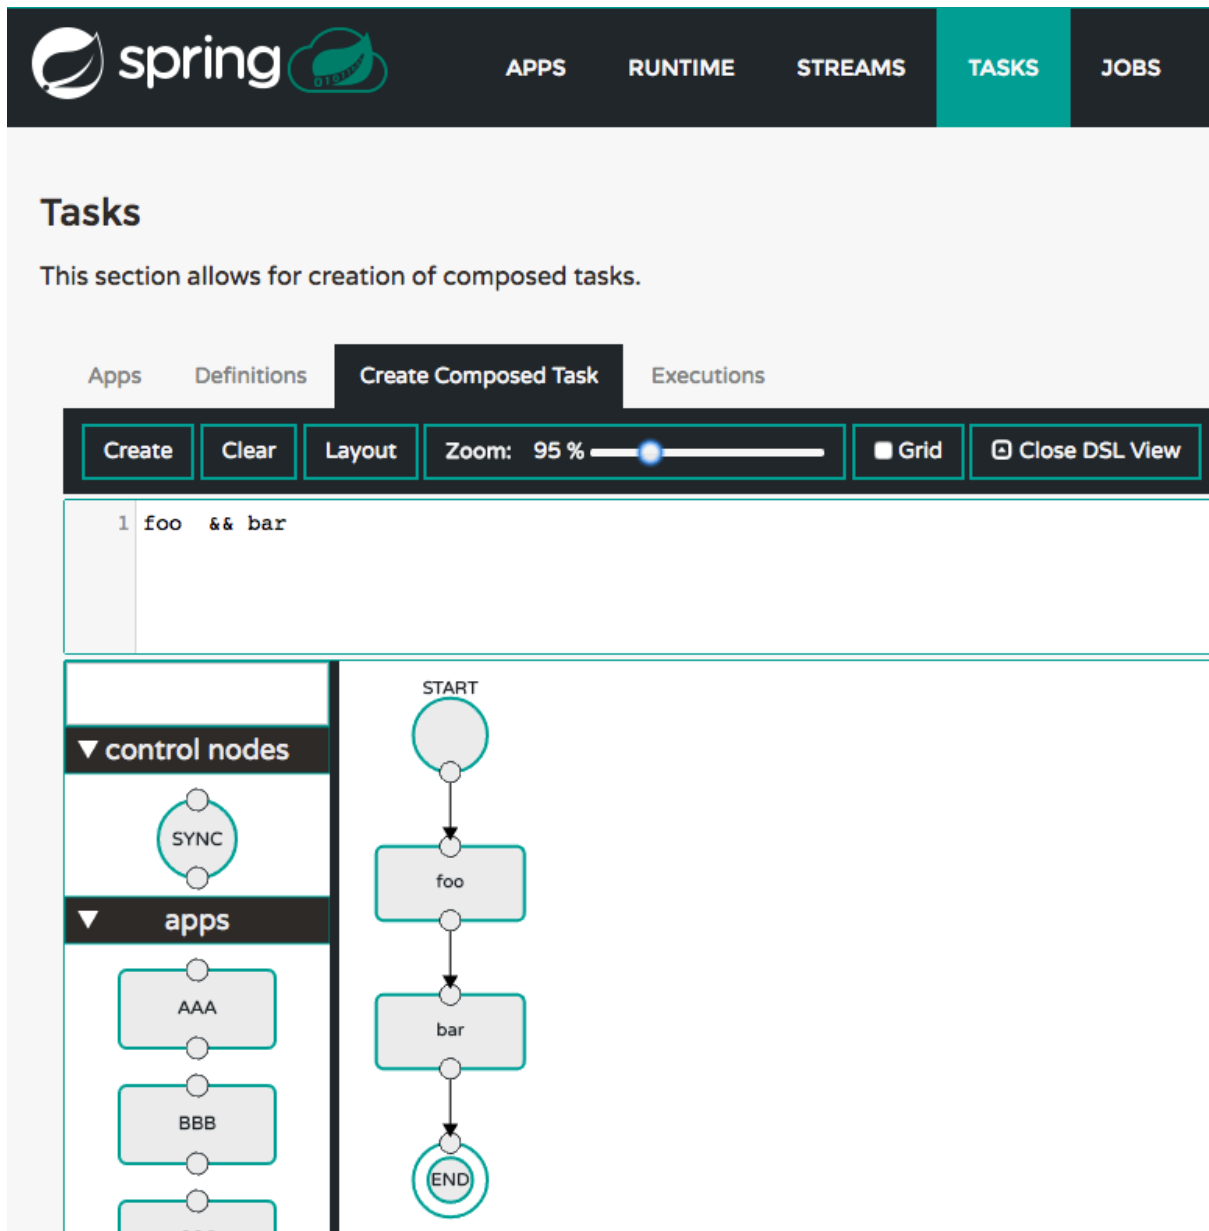 spring
APPS RUNTIME STREAMS TASKS JOBS
Tasks
This section allows for creation of composed tasks.
Apps Definitions Create Composed Task Executions
Create Clear Layout Zoom: 95 % Grid Close DSL View
1 foo  && bar
START
control nodes
SYNC
foo
apps
AAA
bar
BBB
END